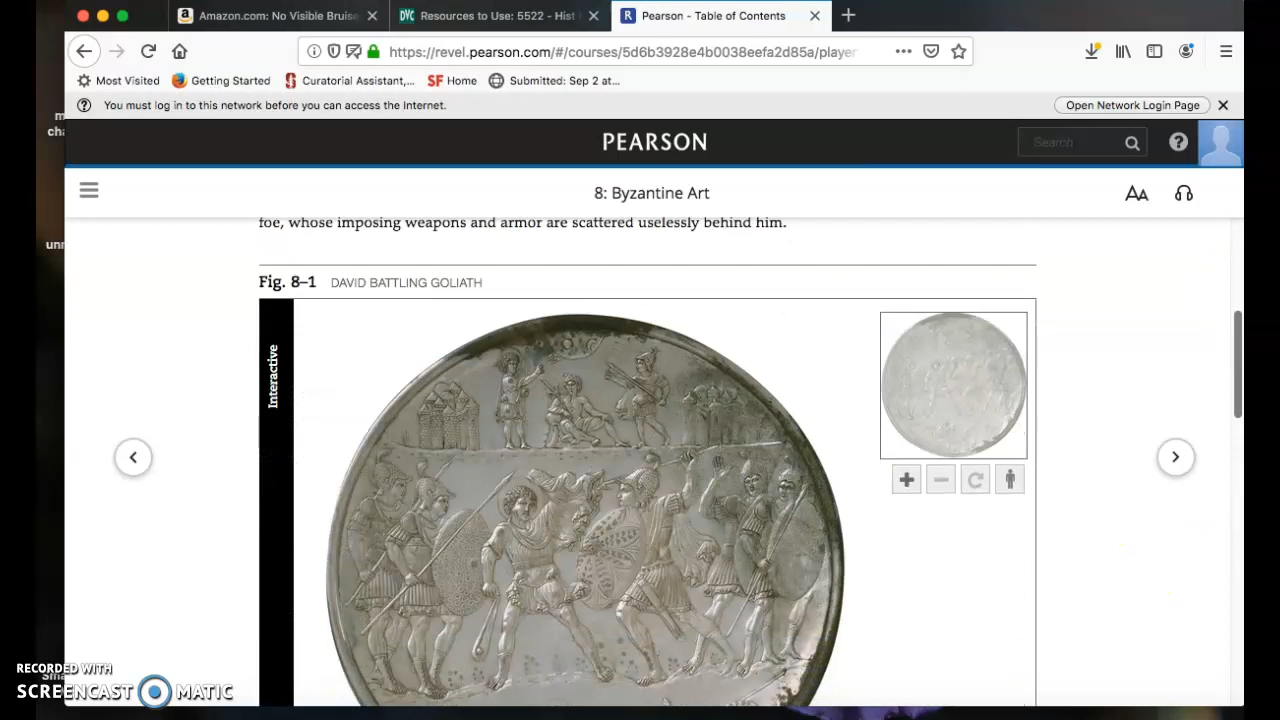 Amazon.com: No Visible Bruise
Resources to Use: 5522 - Hist
Pearson - Table of Contents
https://revel.pearson.com/#/courses/5d6b3928e4b0038eefa2d85a/player
Most Visited
Getting Started
Curatorial Assistant,...
SF Home
Submitted: Sep 2 at...
You must log in to this network before you can access the Internet.
Open Network Login Page
PEARSON
Search
8: Byzantine Art
AA
foe, whose imposing weapons and armor are scattered uselessly behind him.
Fig. 8–1 DAVID BATTLING GOLIATH
Interactive
RECORDED WITH
SCREENCAST MATIC